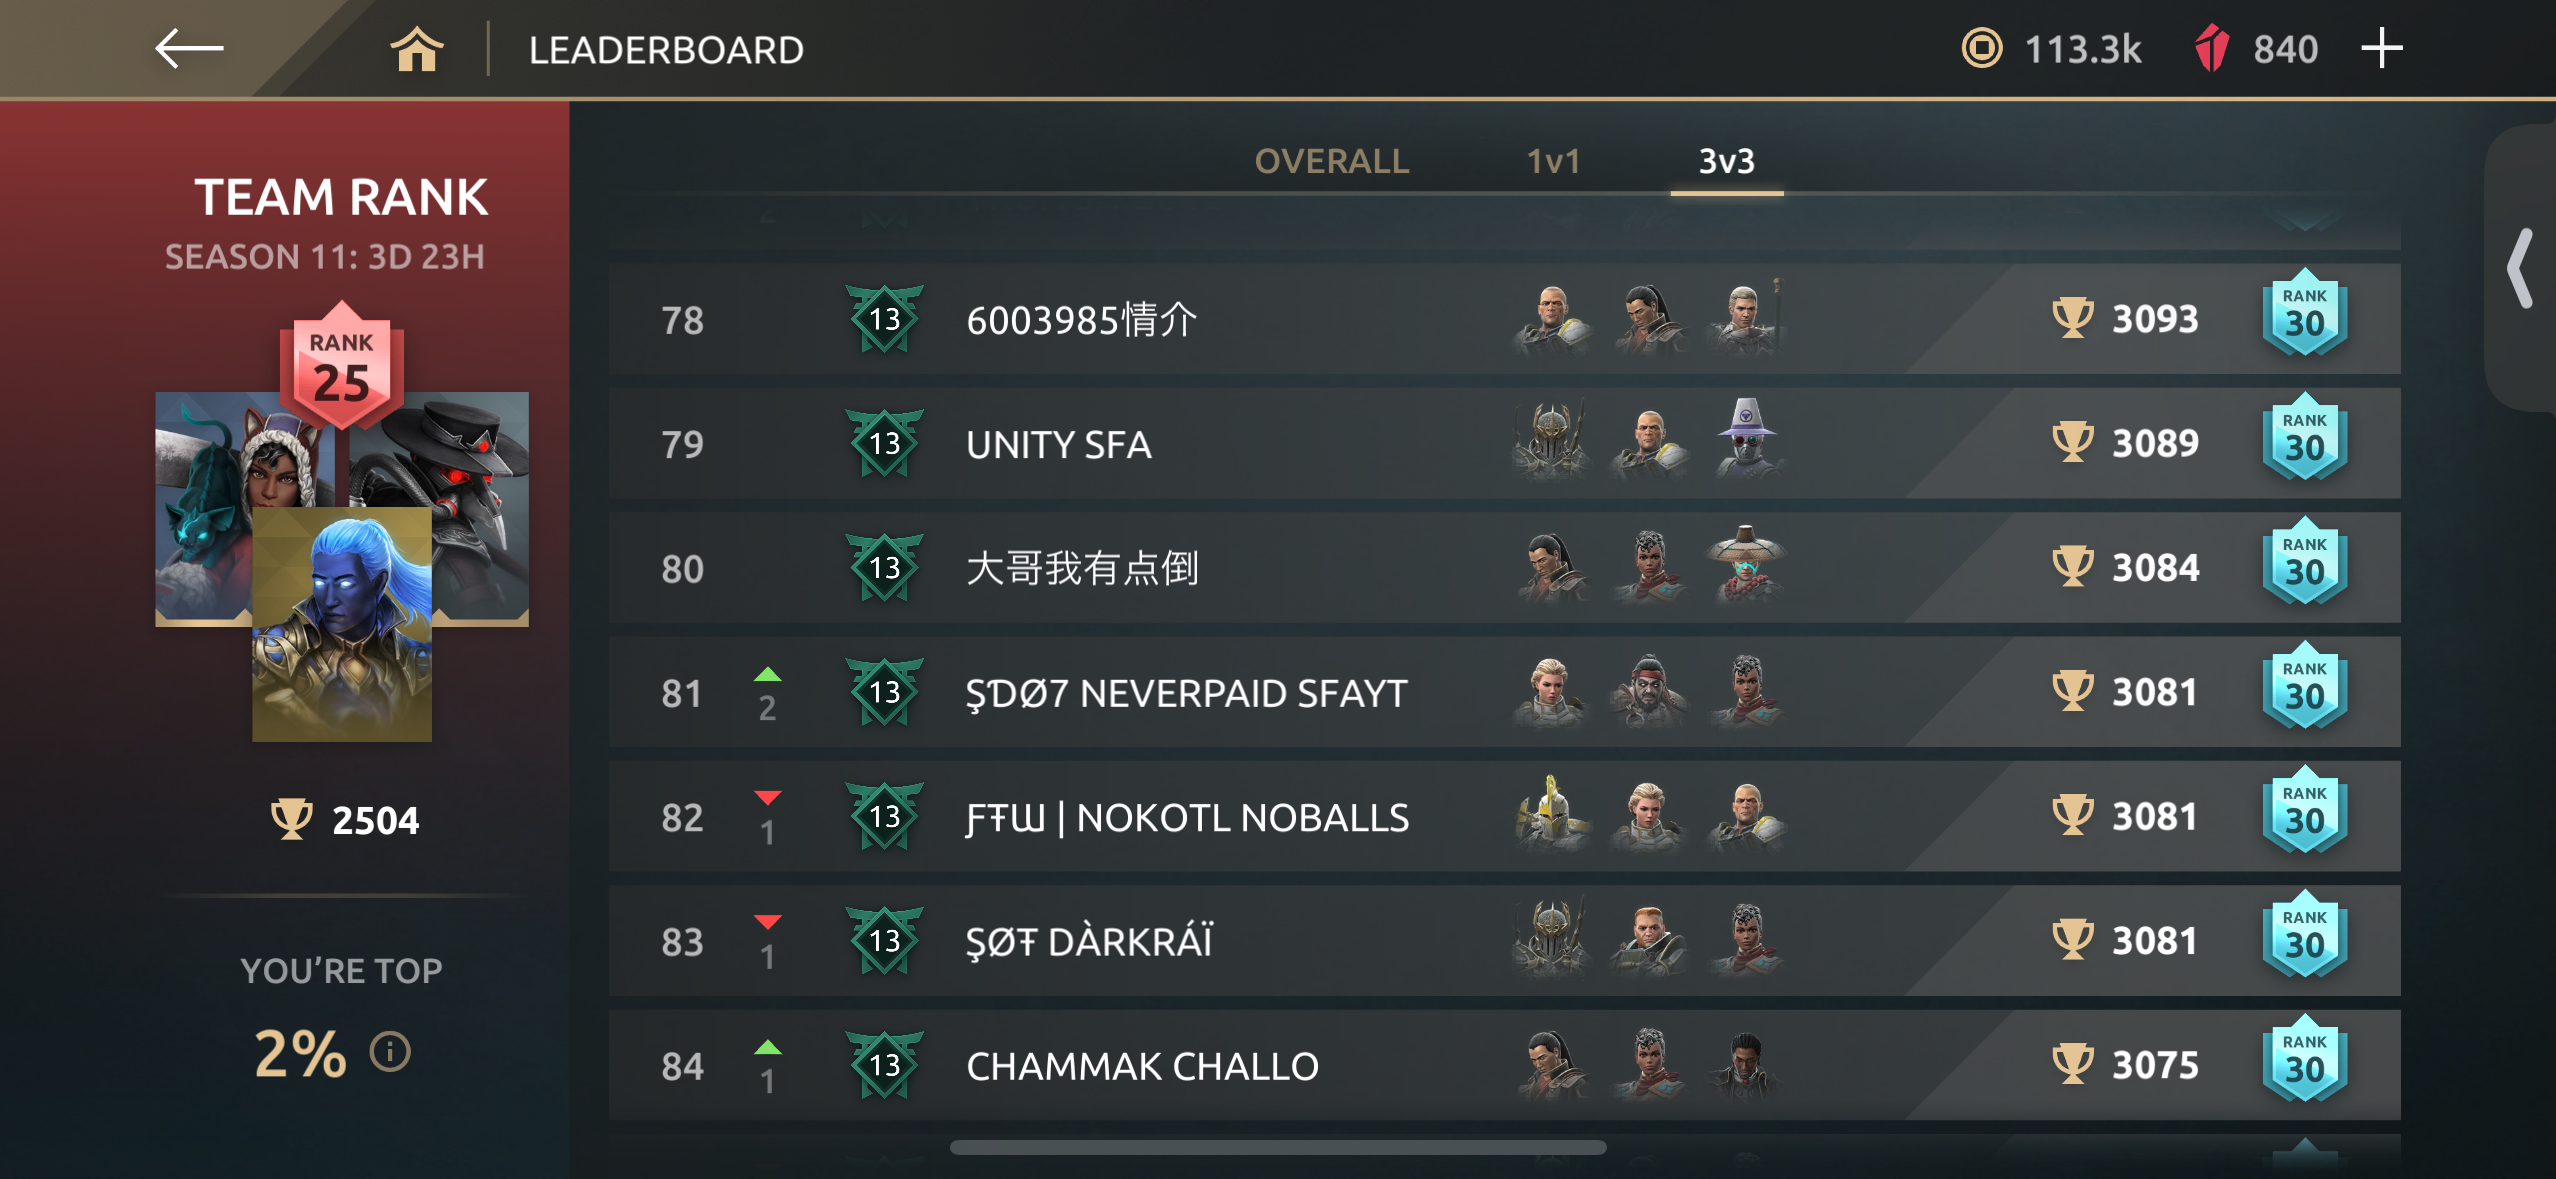 LEADERBOARD
113.3k
840
TEAM RANK
SEASON 11: 3D 23H
RANK
25
2504
YOU'RE TOP
2%
OVERALL 1v1 3v3
78 13 6003985情介 3093 RANK 30
79 13 UNITY SFA 3089 RANK 30
80 13 大哥我有点倒 3084 RANK 30
81 2 13 ŞƊØ7 NEVERPAID SFAYT 3081 RANK 30
82 1 13 ƑŦƜ | NOKOTL NOBALLS 3081 RANK 30
83 1 13 ŞØŦ DÀRKRÁÏ 3081 RANK 30
84 1 13 CHAMMAK CHALLO 3075 RANK 30